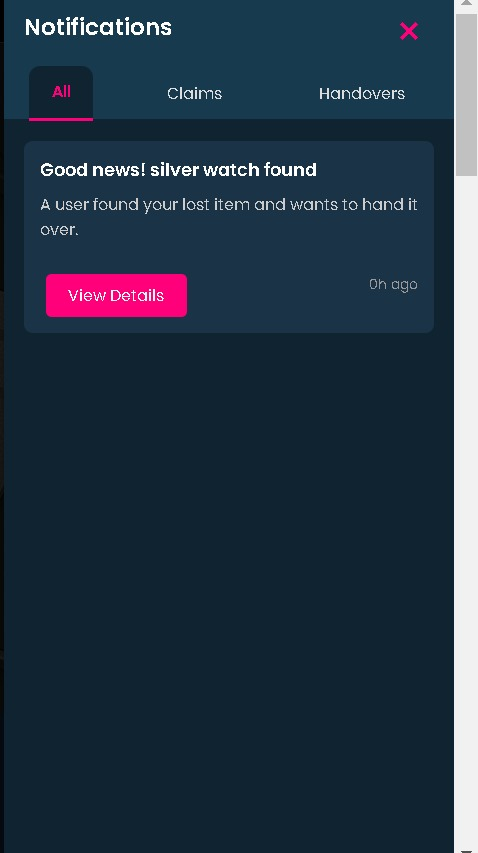 Notifications
All
Claims
Handovers
Good news! silver watch found
A user found your lost item and wants to hand it
over.
View Details
0h ago